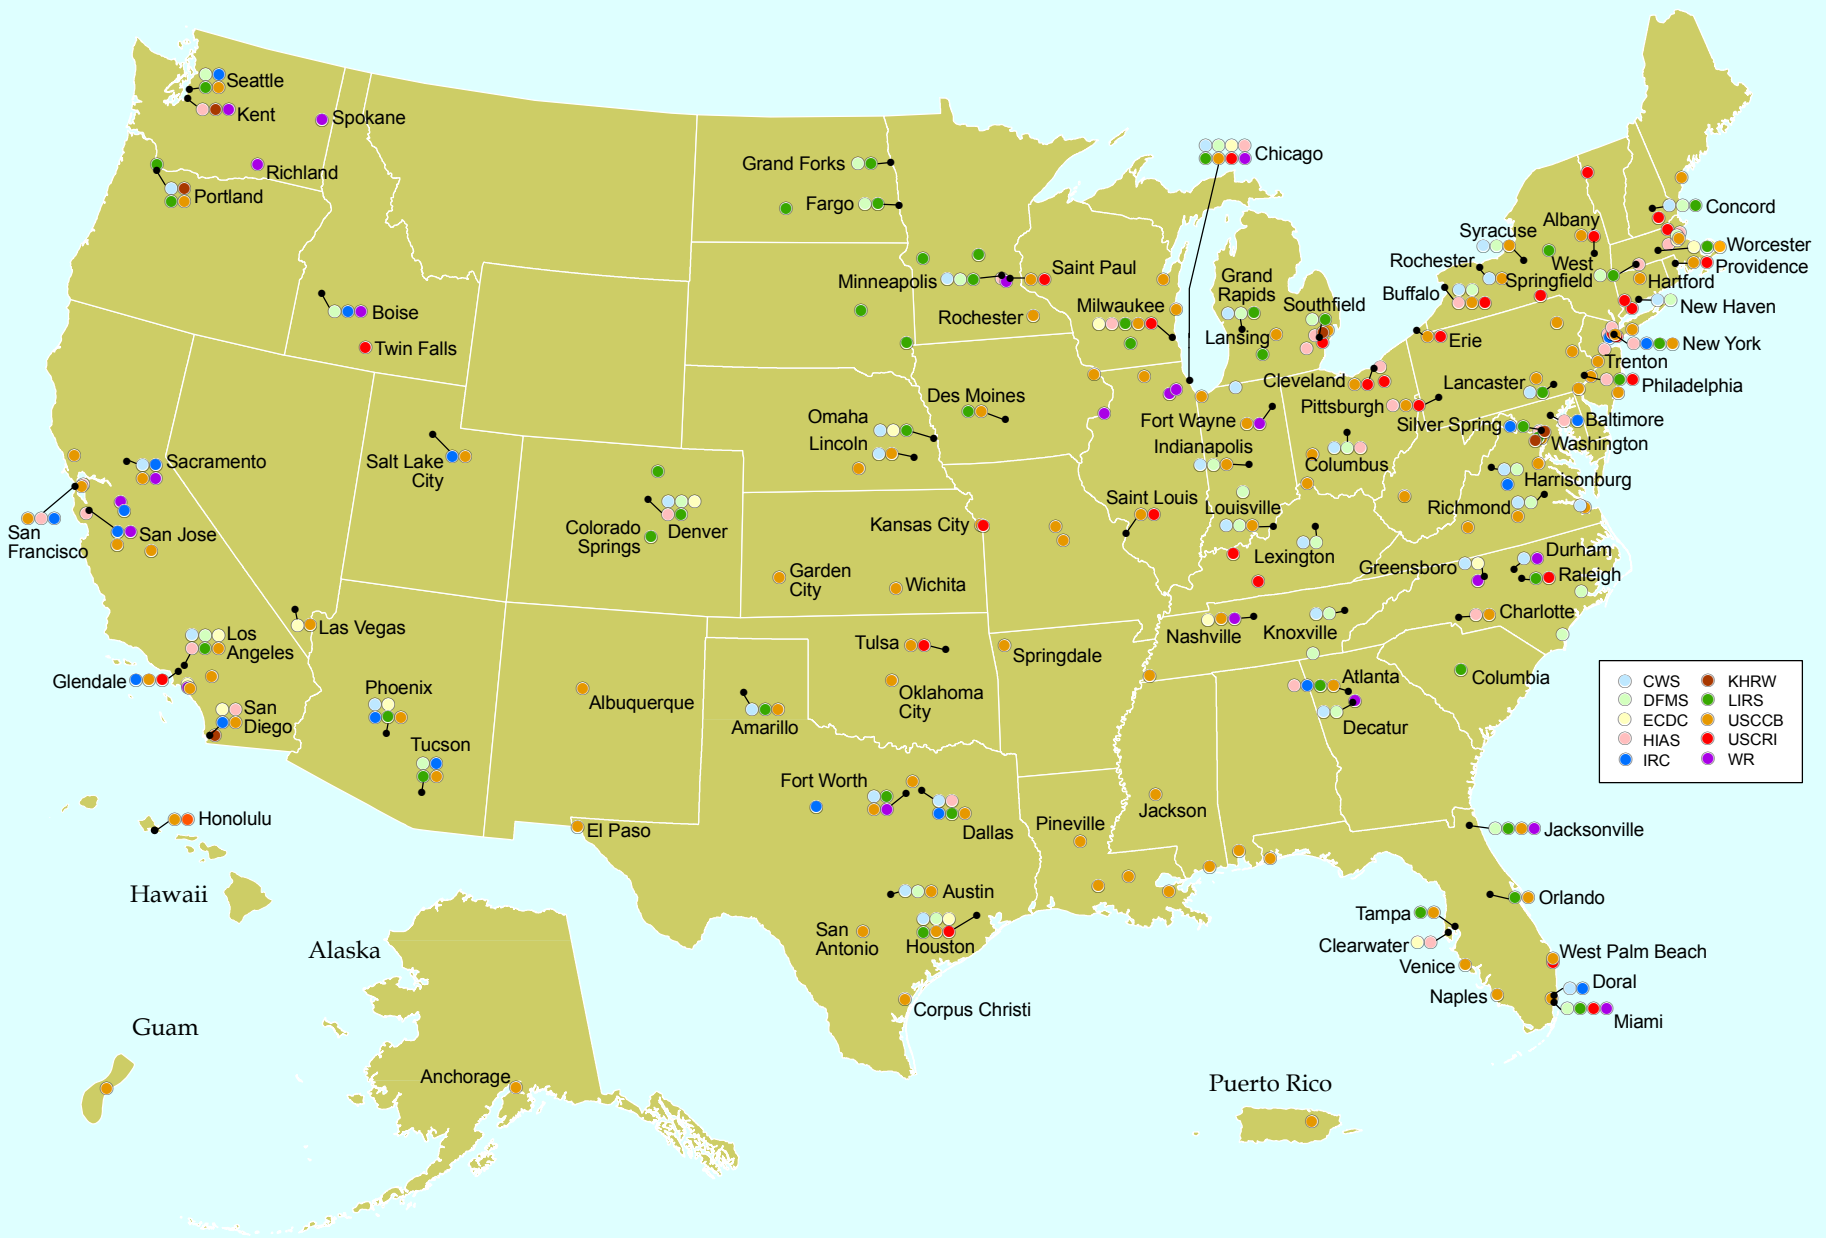 Seattle
Kent
Spokane
Richland
Portland
Boise
Twin Falls
Grand Forks
Fargo
Minneapolis
Saint Paul
Rochester
Milwaukee
Chicago
Grand
Rapids
Lansing
Southfield
Syracuse
Albany
Concord
Rochester
West
Springfield
Worcester
Providence
Hartford
Buffalo
New Haven
Erie
New York
Trenton
Cleveland
Lancaster
Philadelphia
Pittsburgh
Silver Spring
Baltimore
Washington
Fort Wayne
Indianapolis
Columbus
Harrisonburg
Richmond
Des Moines
Omaha
Lincoln
Salt Lake
City
Sacramento
San
Francisco
San Jose
Colorado
Springs
Denver
Kansas City
Saint Louis
Louisville
Lexington
Garden
City
Wichita
Greensboro
Durham
Raleigh
Charlotte
Las Vegas
Los
Angeles
Glendale
San
Diego
Phoenix
Tucson
Albuquerque
Tulsa
Oklahoma
City
Amarillo
Springdale
Nashville
Knoxville
Columbia
Atlanta
Decatur
CWS
DFMS
ECDC
HIAS
IRC
KHRW
LIRS
USCCB
USCRI
WR
Honolulu
Hawaii
El Paso
Fort Worth
Dallas
Pineville
Jackson
Jacksonville
Austin
San
Antonio
Houston
Corpus Christi
Orlando
Tampa
Clearwater
Venice
Naples
West Palm Beach
Doral
Miami
Alaska
Guam
Anchorage
Puerto Rico